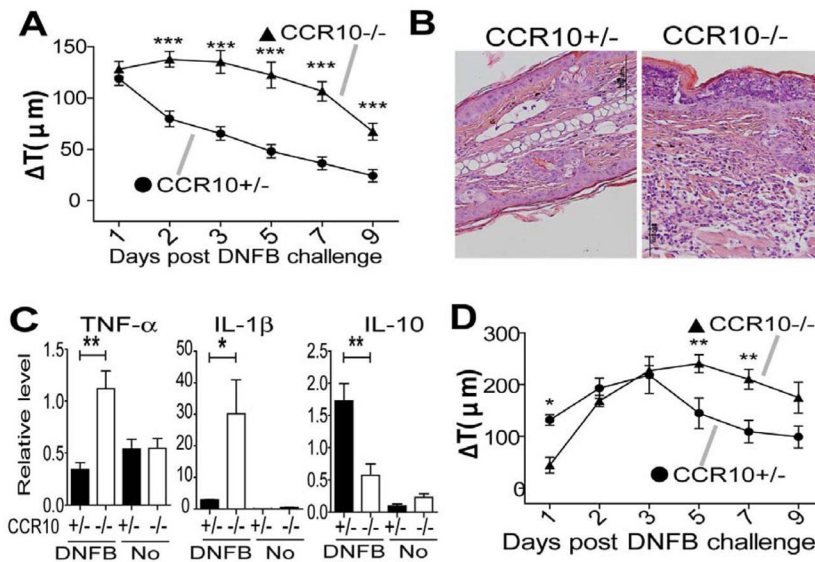 A
ΔT(μm)
150
100
50
0
*** *** *** *** ***
▲CCR10-/-
●CCR10+/-
1 2 3 5 7 9
Days post DNFB challenge
B
CCR10+/- CCR10-/-
C
TNF-α IL-1β IL-10
Relative level
1.5
1.0
0.5
0.0
**
50
40
30
20
10
0
*
2.5
2.0
1.5
1.0
0.5
0.0
**
CCR10 +/- -/- +/- -/- +/- -/- +/- -/- +/- -/- +/- -/-
DNFB No DNFB No DNFB No
D
ΔT(μm)
300
200
100
0
* ** **
▲CCR10-/-
●CCR10+/-
1 2 3 5 7 9
Days post DNFB challenge